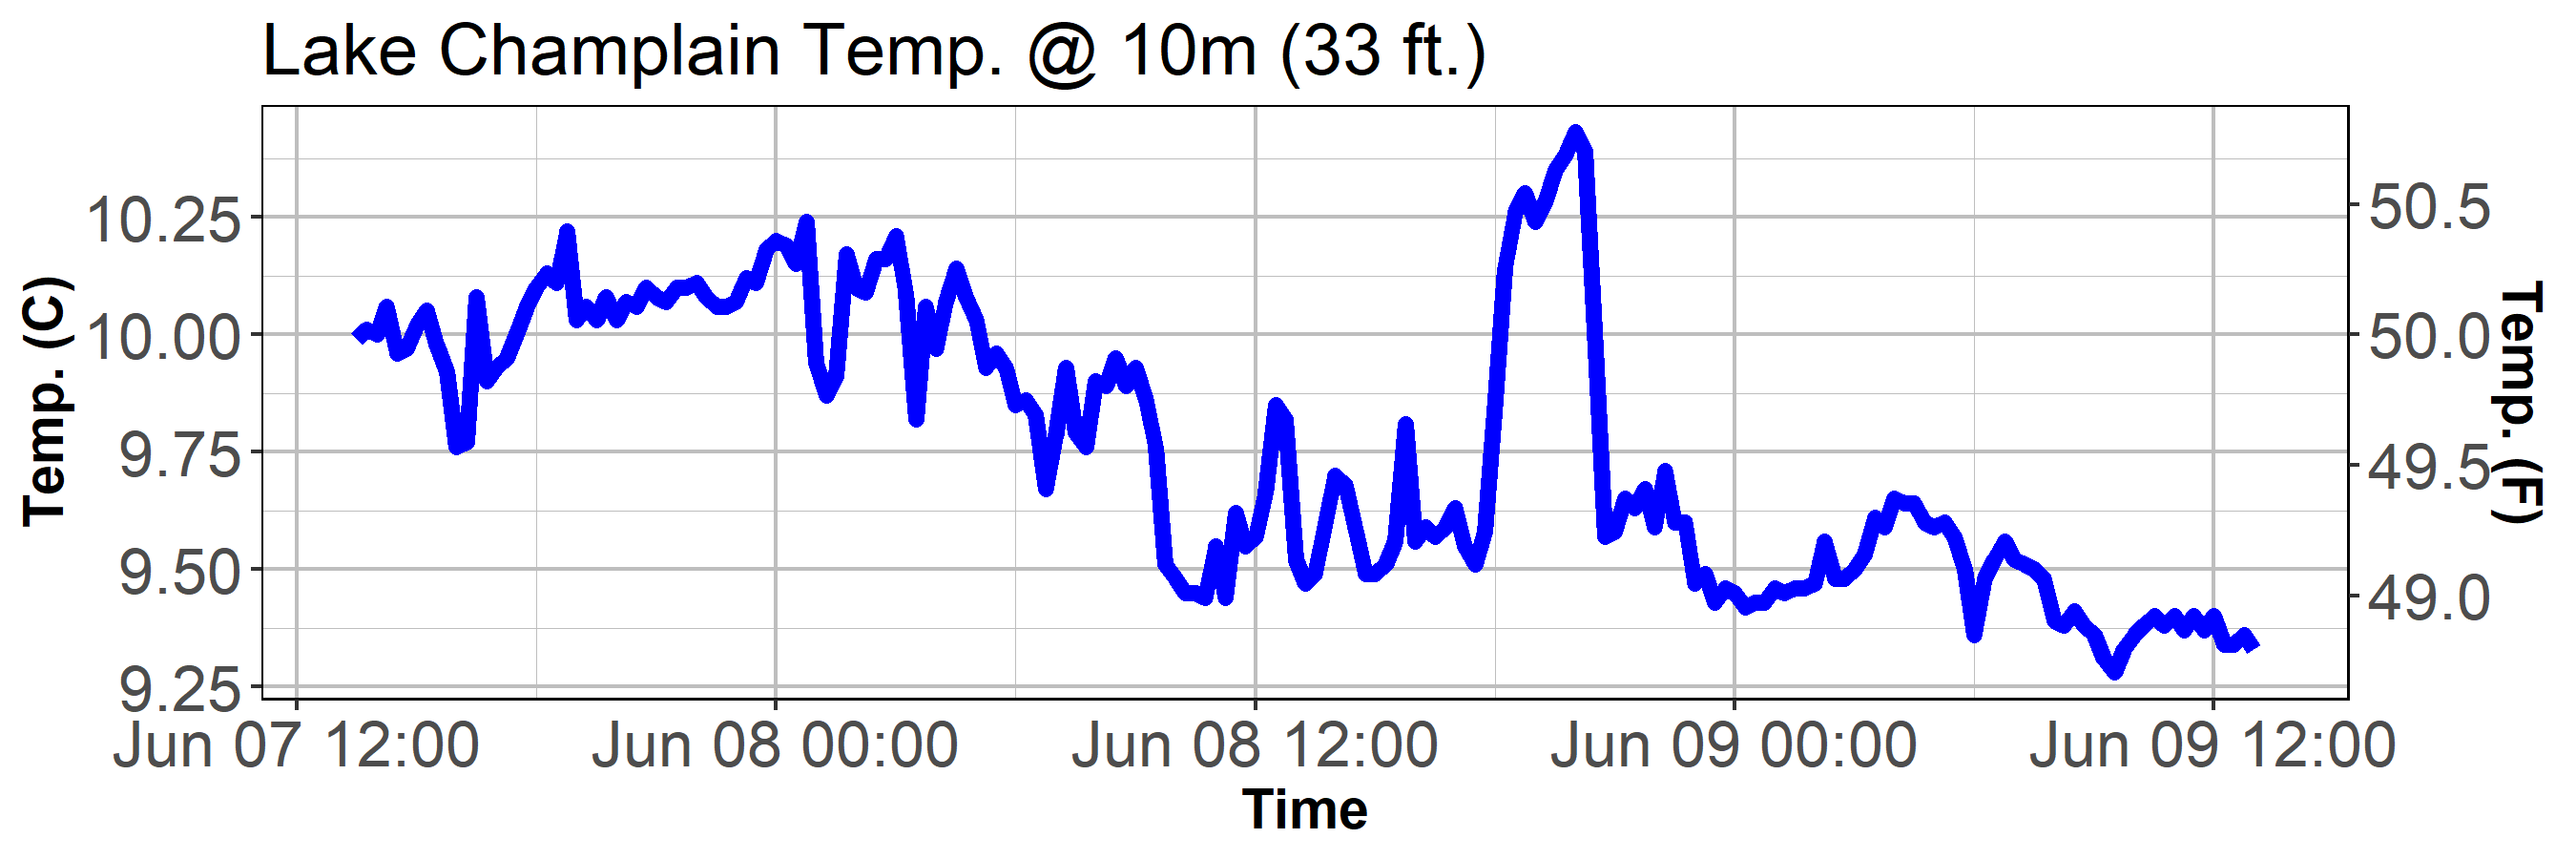 Lake Champlain Temp. @ 10m (33 ft.)
Temp. (C)
10.25
10.00
9.75
9.50
9.25
50.5
50.0
49.5
49.0
Temp. (F)
Jun 07 12:00 Jun 08 00:00 Jun 08 12:00 Jun 09 00:00 Jun 09 12:00
Time